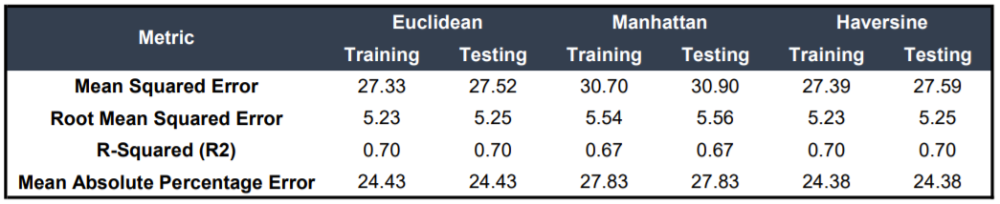 Metric Euclidean Manhattan Haversine
Training Testing Training Testing Training Testing
Mean Squared Error 27.33 27.52 30.70 30.90 27.39 27.59
Root Mean Squared Error 5.23 5.25 5.54 5.56 5.23 5.25
R-Squared (R2) 0.70 0.70 0.67 0.67 0.70 0.70
Mean Absolute Percentage Error 24.43 24.43 27.83 27.83 24.38 24.38